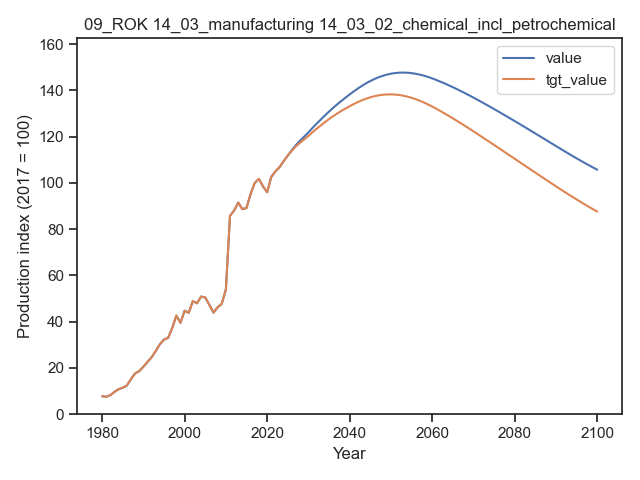 09_ROK 14_03_manufacturing 14_03_02_chemical_incl_petrochemical
value
tgt_value
Production index (2017 = 100)
160
140
120
100
80
60
40
20
0
1980 2000 2020 2040 2060 2080 2100
Year